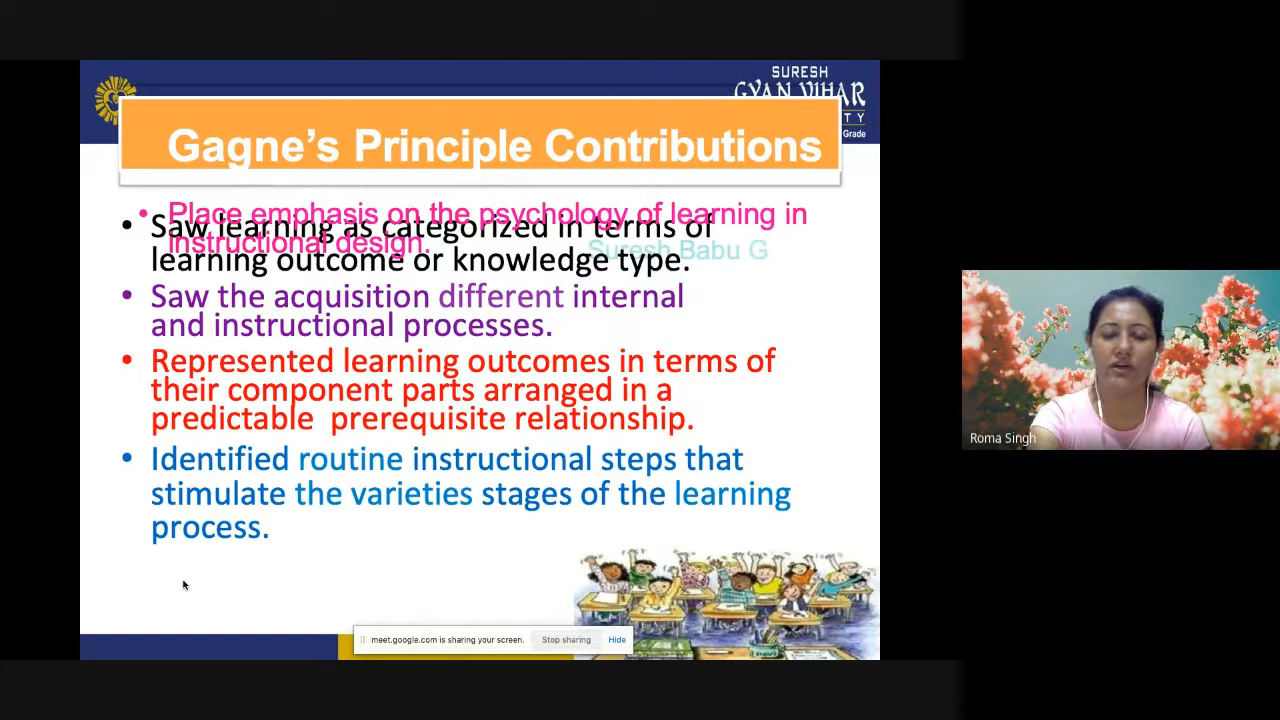 SURESH
GYAN VIHAR
ITY
Grade
Gagne's Principle Contributions
• Place emphasis on the psychology of learning in
instructional design.
• Saw learning as categorized in terms of
learning outcome or knowledge type.
Suresh Babu G
• Saw the acquisition different internal
and instructional processes.
• Represented learning outcomes in terms of
their component parts arranged in a
predictable prerequisite relationship.
• Identified routine instructional steps that
stimulate the varieties stages of the learning
process.
meet.google.com is sharing your screen. Stop sharing Hide
Roma Singh